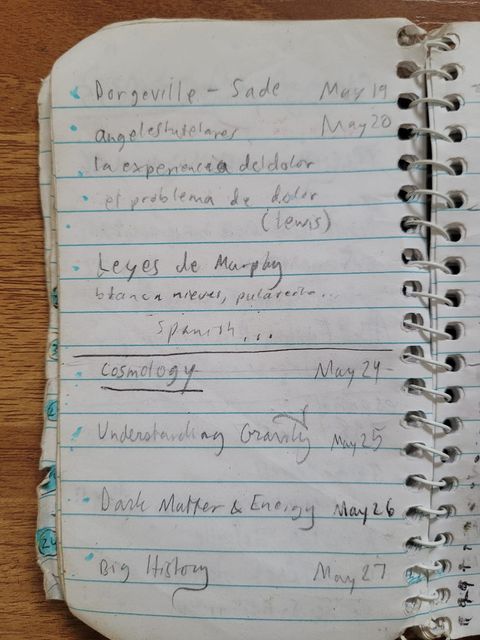 Dorgeville - Sade May 19
angeles tutelares May 20
la experiencia del dolor
el problema de dolor
(Lewis)
Leyes de Murphy
blanca nieves, pulgarcito...
Spanish...
Cosmology May 24
Understanding Gravity May 25
Dark Matter & Energy May 26
Big History May 27